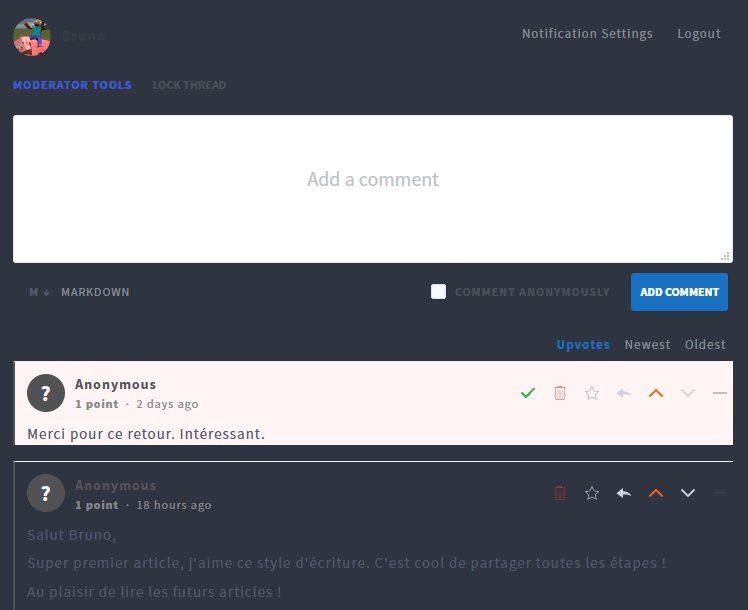 Bruno
Notification Settings
Logout
MODERATOR TOOLS
LOCK THREAD
Add a comment
M ↓ MARKDOWN
COMMENT ANONYMOUSLY
ADD COMMENT
Upvotes Newest Oldest
?
Anonymous
1 point · 2 days ago
Merci pour ce retour. Intéressant.
?
Anonymous
1 point · 18 hours ago
Salut Bruno,
Super premier article, j'aime ce style d'écriture. C'est cool de partager toutes les étapes !
Au plaisir de lire les futurs articles !